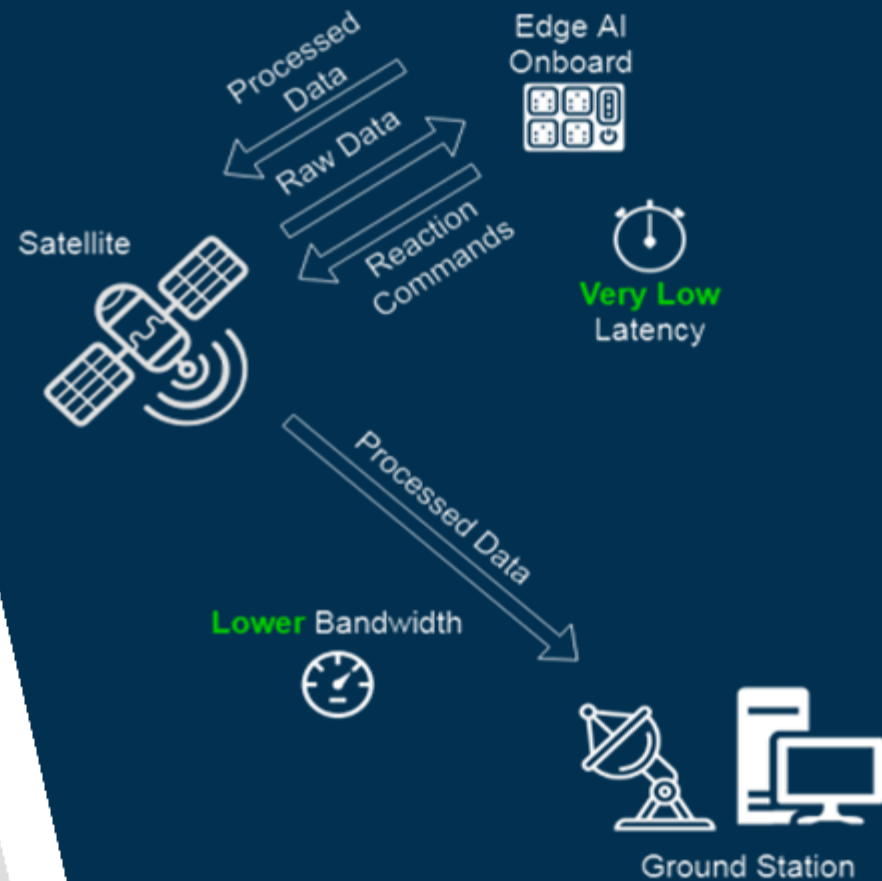 Edge AI
Onboard
Processed
Data
Raw Data
Reaction
Commands
Satellite
Very Low
Latency
Processed Data
Lower Bandwidth
Ground Station